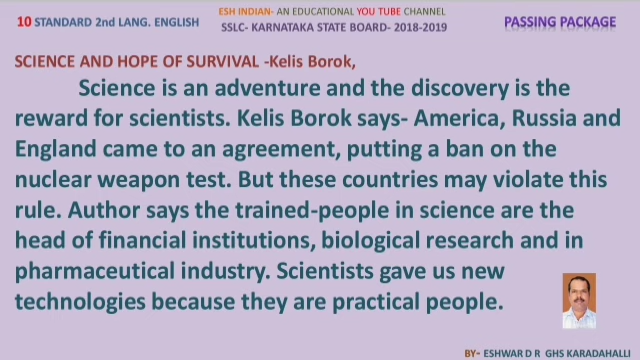 10 STANDARD 2nd LANG. ENGLISH
ESH INDIAN- AN EDUCATIONAL YOU TUBE CHANNEL
SSLC- KARNATAKA STATE BOARD- 2018-2019
PASSING PACKAGE
SCIENCE AND HOPE OF SURVIVAL -Kelis Borok,
Science is an adventure and the discovery is the
reward for scientists. Kelis Borok says- America, Russia and
England came to an agreement, putting a ban on the
nuclear weapon test. But these countries may violate this
rule. Author says the trained-people in science are the
head of financial institutions, biological research and in
pharmaceutical industry. Scientists gave us new
technologies because they are practical people.
BY- ESHWAR D R GHS KARADAHALLI